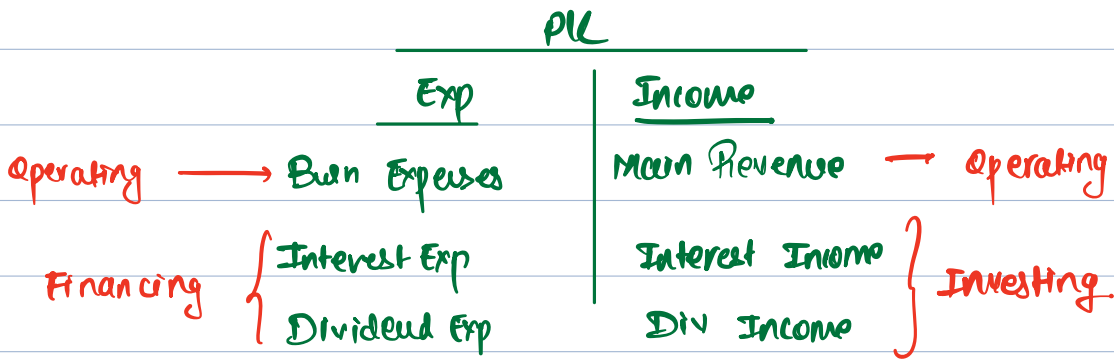 P&L
Exp Income
Operating → Busn Expenses Main Revenue — Operating
Interest Exp Interest Income
Financing { } Investing.
Dividend Exp Div Income